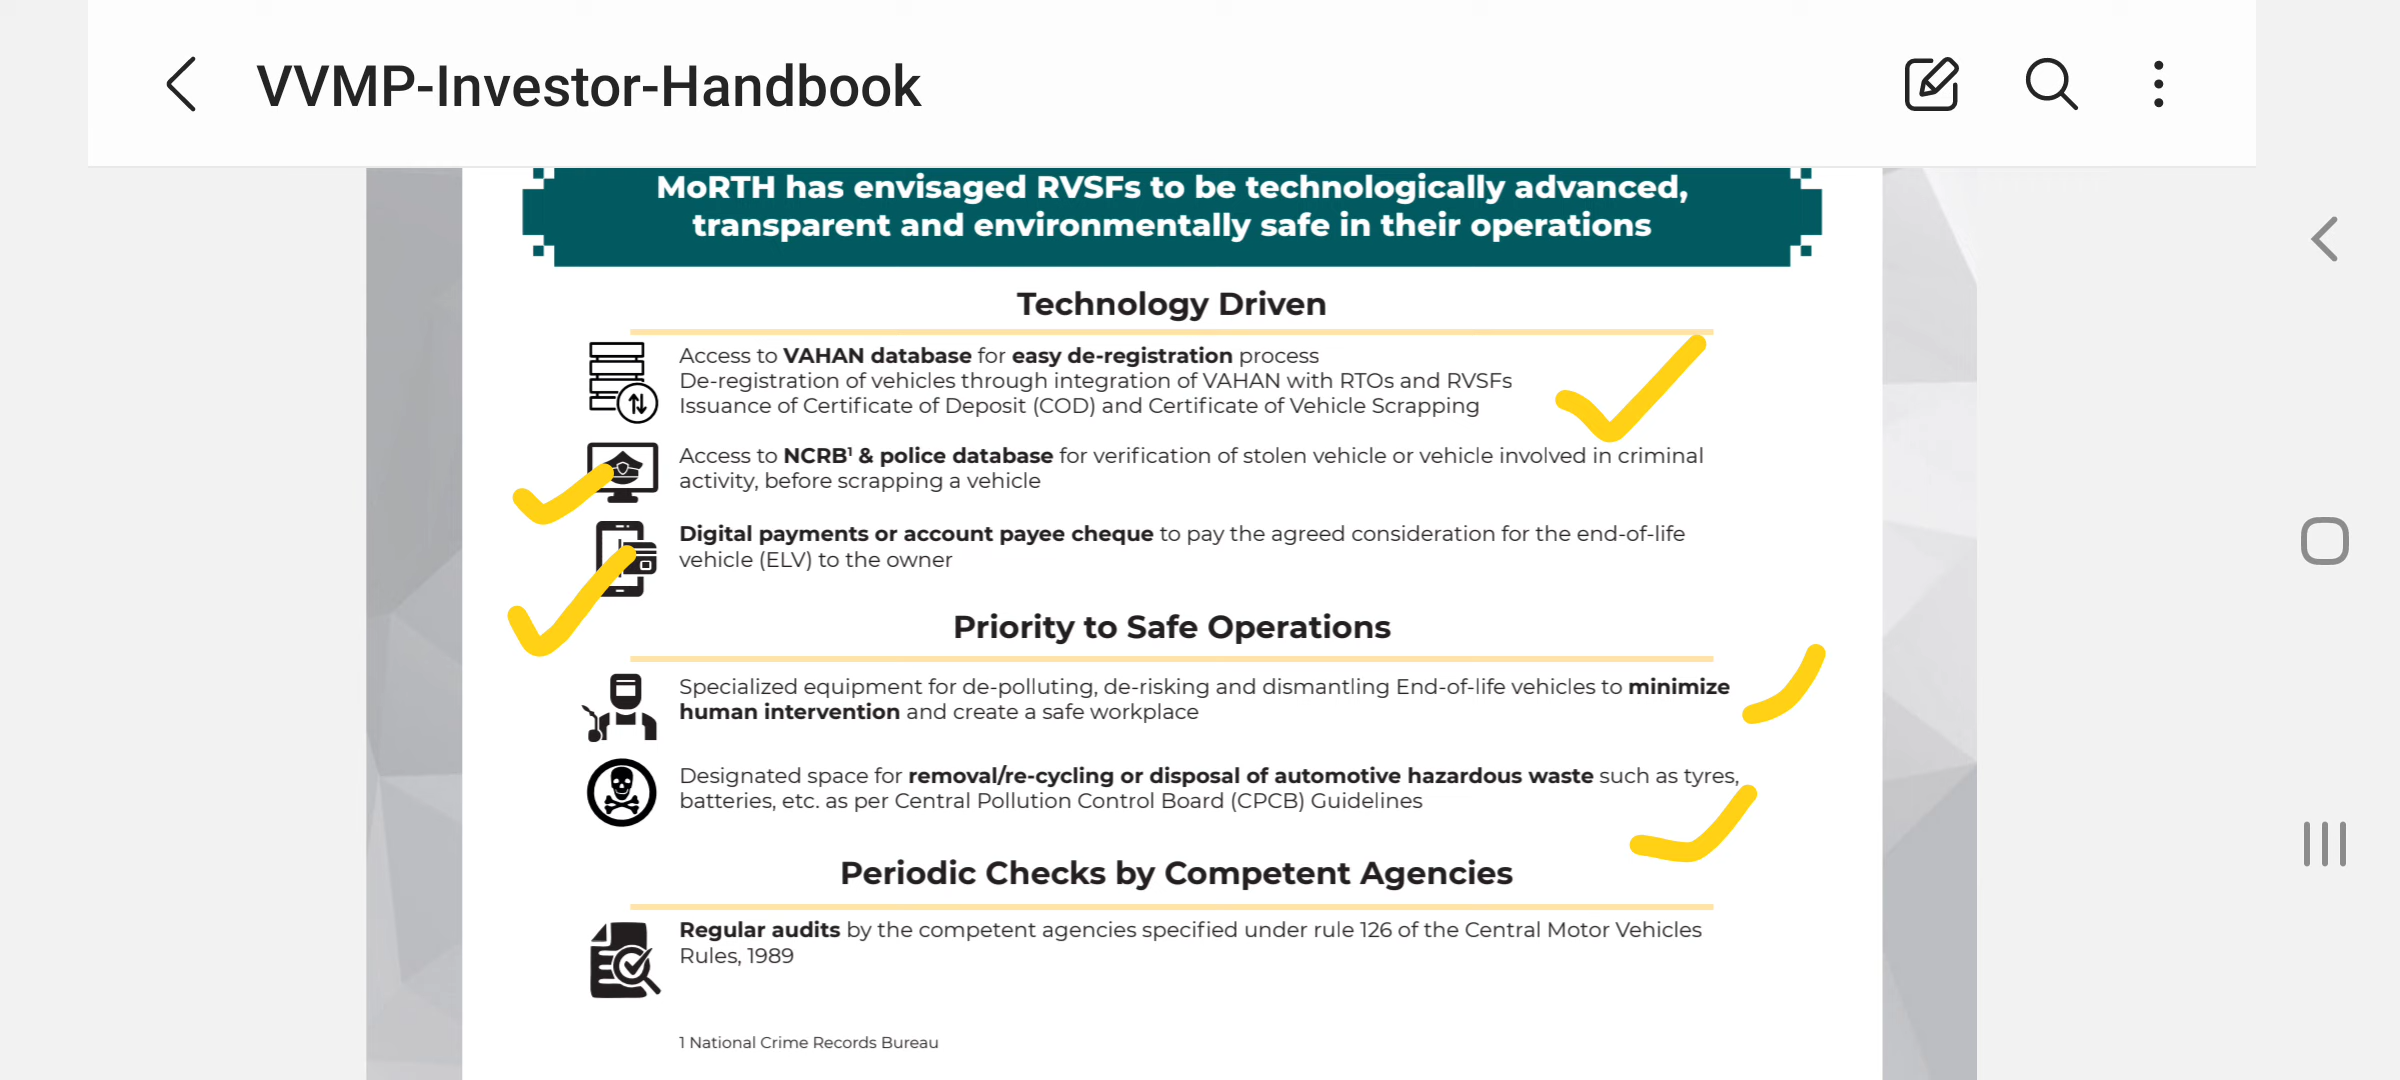 VVMP-Investor-Handbook
MoRTH has envisaged RVSFs to be technologically advanced,
transparent and environmentally safe in their operations
Technology Driven
Access to VAHAN database for easy de-registration process
De-registration of vehicles through integration of VAHAN with RTOs and RVSFs
Issuance of Certificate of Deposit (COD) and Certificate of Vehicle Scrapping
Access to NCRB¹ & police database for verification of stolen vehicle or vehicle involved in criminal
activity, before scrapping a vehicle
Digital payments or account payee cheque to pay the agreed consideration for the end-of-life
vehicle (ELV) to the owner
Priority to Safe Operations
Specialized equipment for de-polluting, de-risking and dismantling End-of-life vehicles to minimize
human intervention and create a safe workplace
Designated space for removal/re-cycling or disposal of automotive hazardous waste such as tyres,
batteries, etc. as per Central Pollution Control Board (CPCB) Guidelines
Periodic Checks by Competent Agencies
Regular audits by the competent agencies specified under rule 126 of the Central Motor Vehicles
Rules, 1989
1 National Crime Records Bureau